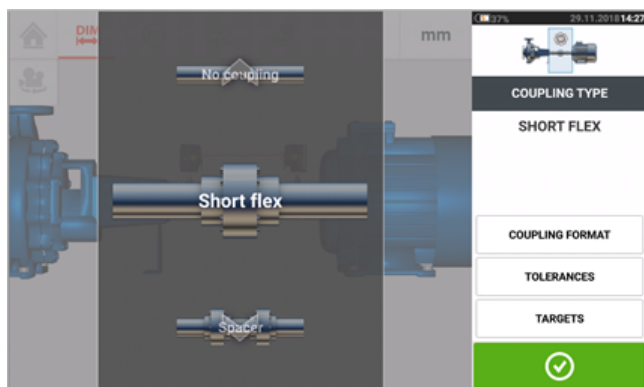 DIM
mm
No coupling
Short flex
Spacer
37%
29.11.2018 14:27
COUPLING TYPE
SHORT FLEX
COUPLING FORMAT
TOLERANCES
TARGETS